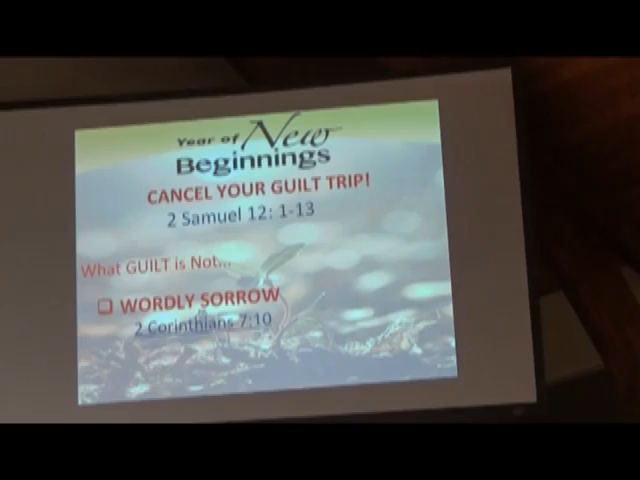 Year of New
Beginnings
CANCEL YOUR GUILT TRIP!
2 Samuel 12: 1-13
What GUILT is Not...
❑ WORDLY SORROW
2 Corinthians 7:10